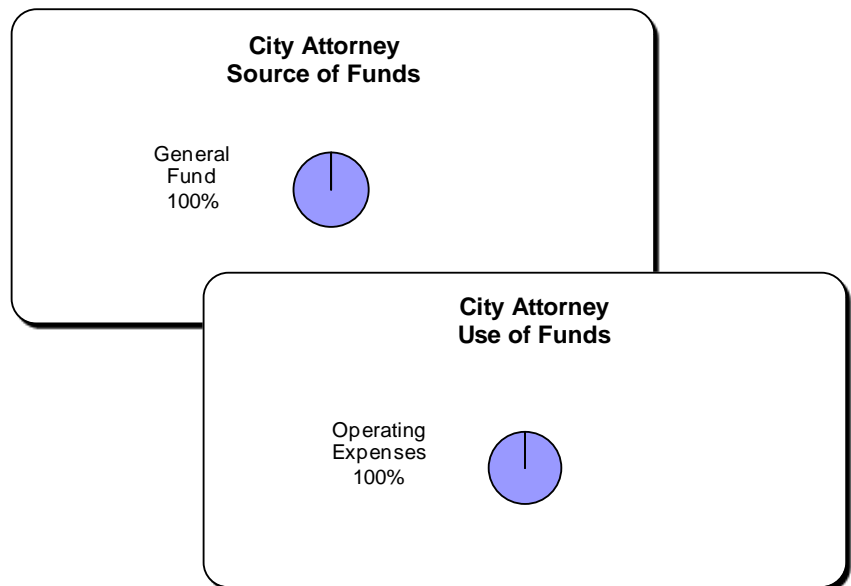 City Attorney
Source of Funds
General
Fund
100%
City Attorney
Use of Funds
Operating
Expenses
100%